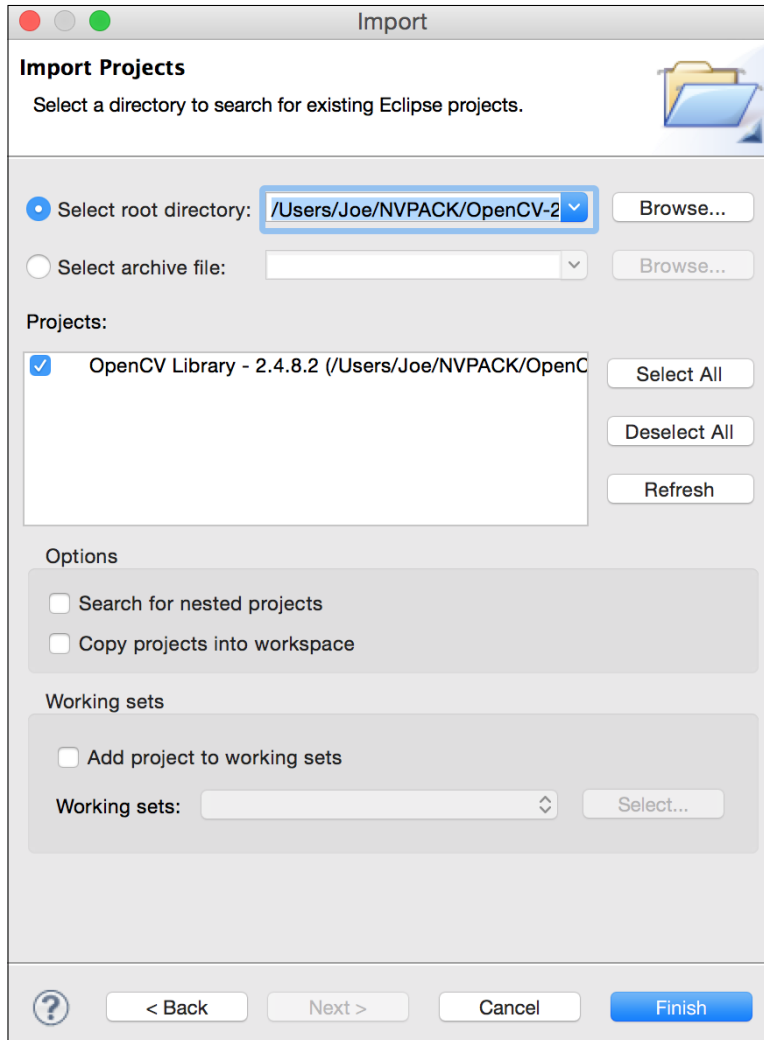 Import
Import Projects
Select a directory to search for existing Eclipse projects.
Select root directory: /Users/Joe/NVPACK/OpenCV-2 Browse...
Select archive file: Browse...
Projects:
OpenCV Library - 2.4.8.2 (/Users/Joe/NVPACK/OpenC
Select All
Deselect All
Refresh
Options
Search for nested projects
Copy projects into workspace
Working sets
Add project to working sets
Working sets: Select...
? < Back Next > Cancel Finish